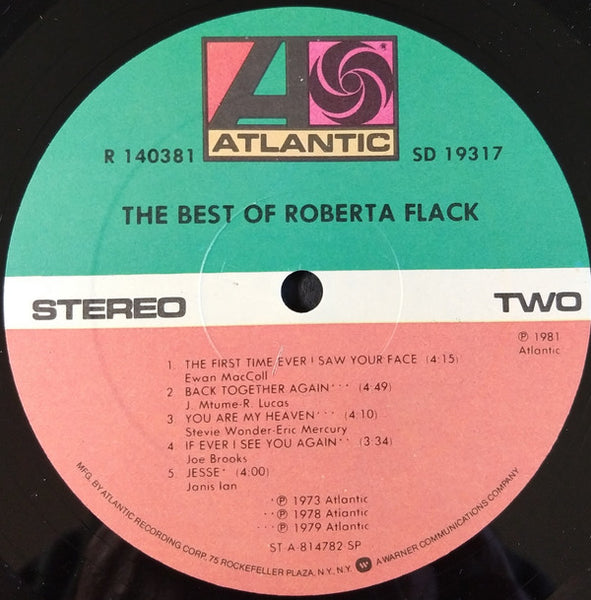 ATLANTIC
R 140381
SD 19317
THE BEST OF ROBERTA FLACK
STEREO
TWO
℗ 1981
Atlantic
1. THE FIRST TIME EVER I SAW YOUR FACE (4:15)
Ewan MacColl
2 BACK TOGETHER AGAIN··· (4:49)
J. Mtume-R. Lucas
3 YOU ARE MY HEAVEN··· (4:10)
Stevie Wonder-Eric Mercury
4 IF EVER I SEE YOU AGAIN·· (3 34)
Joe Brooks
5. JESSE· (4:00)
Janis Ian
·℗ 1973 Atlantic
··℗ 1978 Atlantic
···℗ 1979 Atlantic
ST-A-814782 SP
MFG. BY ATLANTIC RECORDING CORP., 75 ROCKEFELLER PLAZA, N.Y., N.Y. A WARNER COMMUNICATIONS COMPANY